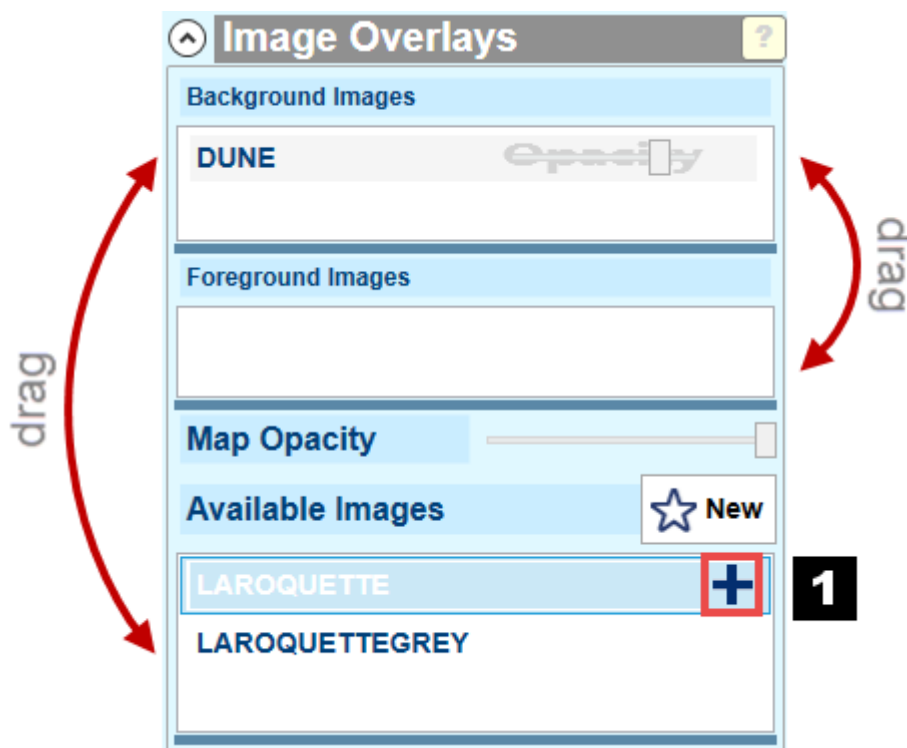 Image Overlays
?
Background Images
DUNE
Opacity
drag
Foreground Images
drag
Map Opacity
Available Images
New
LAROQUETTE
1
LAROQUETTEGREY